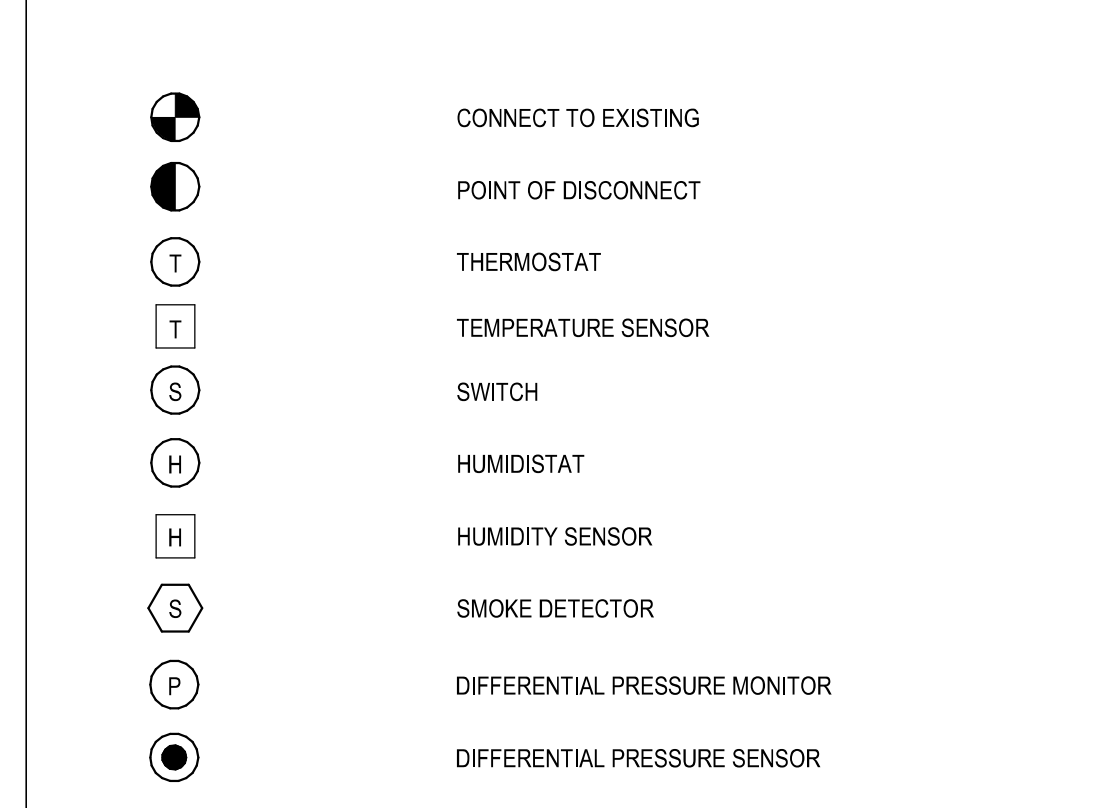 CONNECT TO EXISTING
POINT OF DISCONNECT
T THERMOSTAT
T TEMPERATURE SENSOR
S SWITCH
H HUMIDISTAT
H HUMIDITY SENSOR
S SMOKE DETECTOR
P DIFFERENTIAL PRESSURE MONITOR
DIFFERENTIAL PRESSURE SENSOR